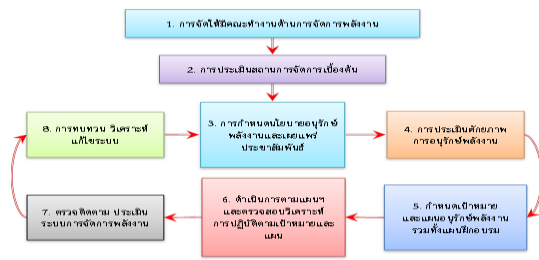 1. การจัดให้มีคณะทำงานด้านการจัดการพลังงาน
2. การประเมินสถานการจัดการเบื้องต้น
3. การกำหนดนโยบายอนุรักษ์
พลังงานและเผยแพร่
ประชาสัมพันธ์
4. การประเมินศักยภาพ
การอนุรักษ์พลังงาน
5. กำหนดเป้าหมาย
และแผนอนุรักษ์พลังงาน
รวมทั้งแผนฝึกอบรม
6. ดำเนินการตามแผนฯ
และตรวจสอบวิเคราะห์
การปฏิบัติตามเป้าหมายและ
แผน
7. ตรวจติดตาม ประเมิน
ระบบการจัดการพลังงาน
8. การทบทวน วิเคราะห์
แก้ไขระบบ